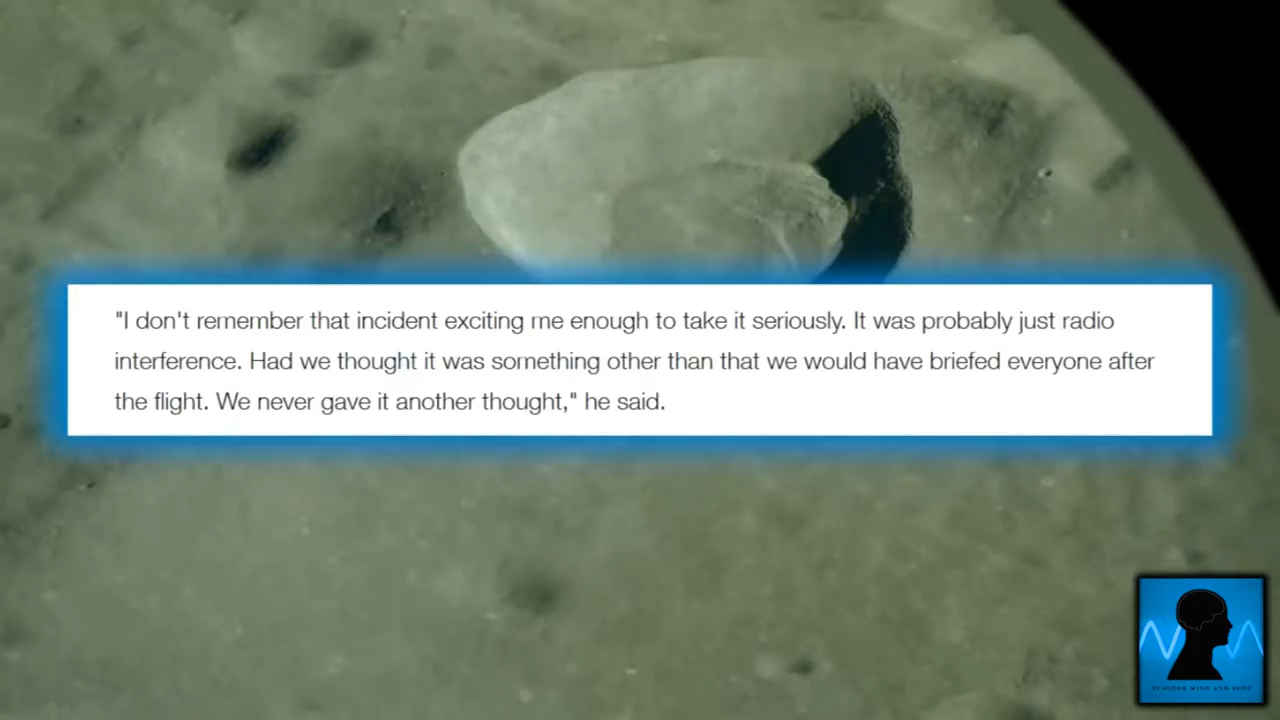 "I don't remember that incident exciting me enough to take it seriously. It was probably just radio
interference. Had we thought it was something other than that we would have briefed everyone after
the flight. We never gave it another thought," he said.